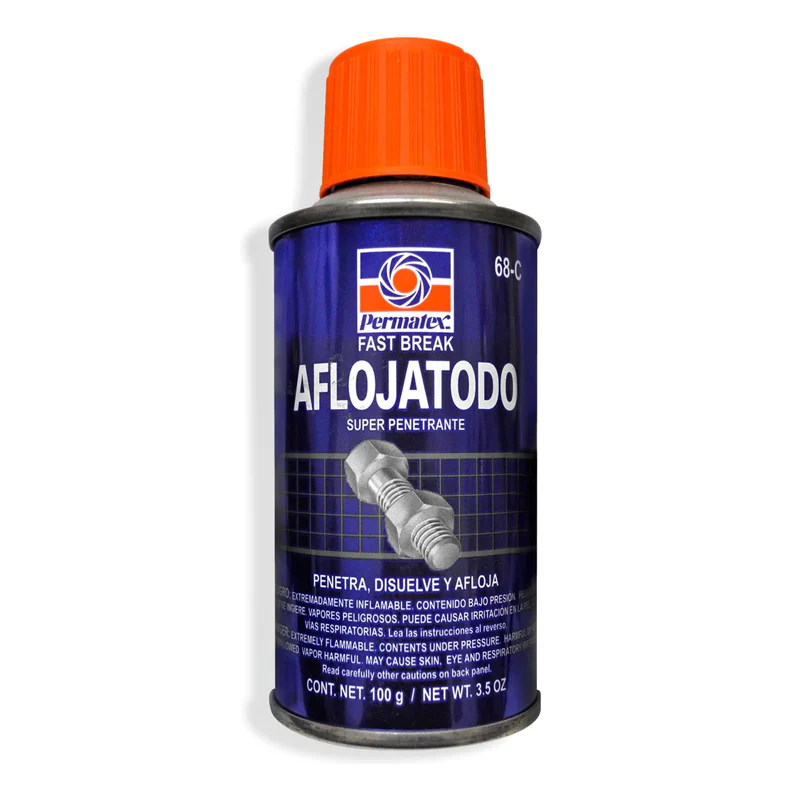 68-C
Permatex
FAST BREAK
AFLOJATODO
SUPER PENETRANTE
PENETRA, DISUELVE Y AFLOJA
EXTREMADAMENTE INFLAMABLE. CONTENIDO BAJO PRESIÓN.
SE INGIERE. VAPORES PELIGROSOS. PUEDE CAUSAR IRRITACIÓN EN LA
VÍAS RESPIRATORIAS. Lea las instrucciones al reverso.
EXTREMELY FLAMMABLE. CONTENTS UNDER PRESSURE. HARMFUL
VAPOR HARMFUL. MAY CAUSE SKIN, EYE AND RESPIRATORY
Read carefully other cautions on back panel.
CONT. NET. 100 g / NET WT. 3.5 OZ